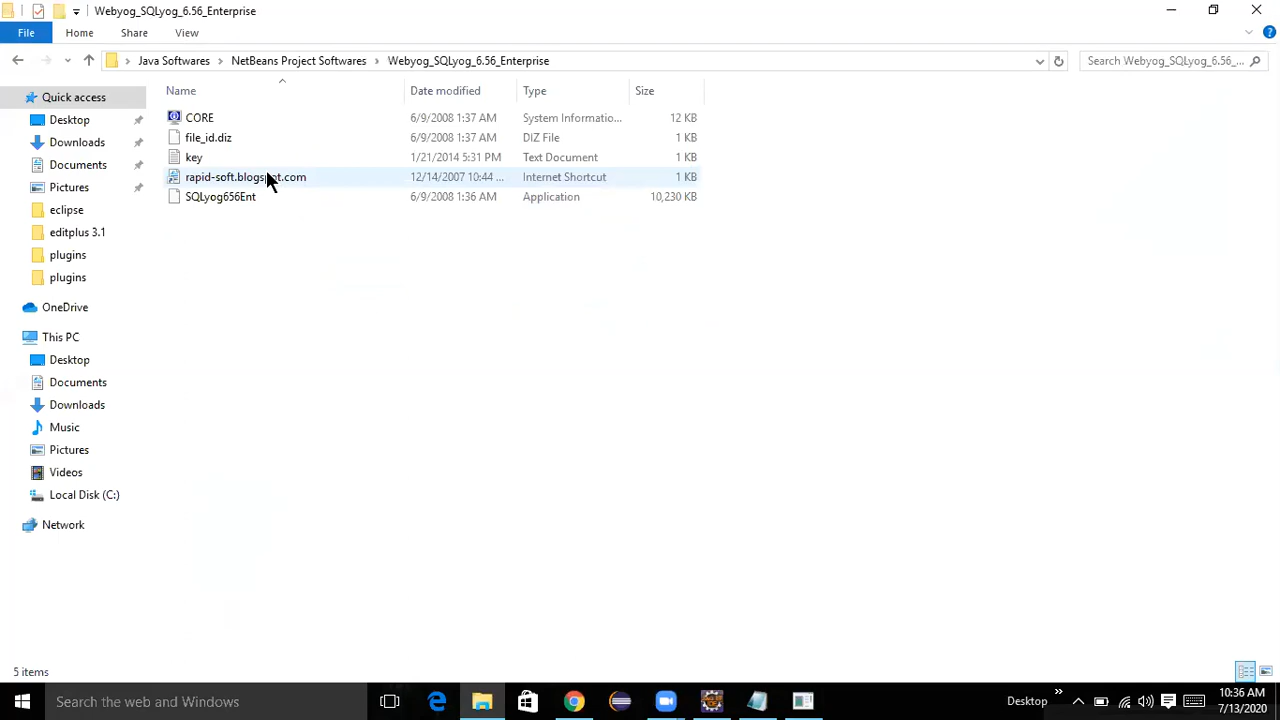 Webyog_SQLyog_6.56_Enterprise
File Home Share View
Java Softwares NetBeans Project Softwares Webyog_SQLyog_6.56_Enterprise Search Webyog_SQLyog_6.56_...
Name Date modified Type Size
CORE 6/9/2008 1:37 AM System Informatio... 12 KB
file_id.diz 6/9/2008 1:37 AM DIZ File 1 KB
key 1/21/2014 5:31 PM Text Document 1 KB
rapid-soft.blogspot.com 12/14/2007 10:44 ... Internet Shortcut 1 KB
SQLyog656Ent 6/9/2008 1:36 AM Application 10,230 KB
Quick access
Desktop
Downloads
Documents
Pictures
eclipse
editplus 3.1
plugins
plugins
OneDrive
This PC
Desktop
Documents
Downloads
Music
Pictures
Videos
Local Disk (C:)
Network
5 items
Search the web and Windows
Desktop
10:36 AM
7/13/2020